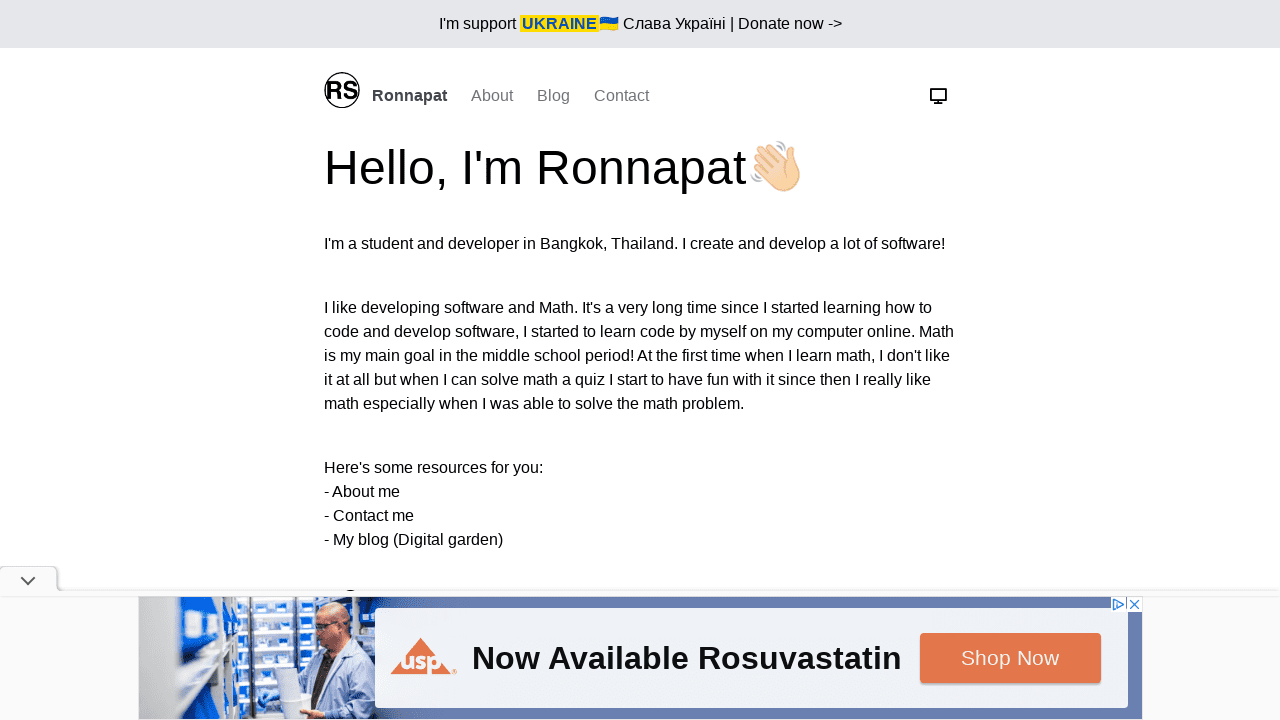 I'm support UKRAINE🇺🇦 Слава Україні | Donate now ->
RS Ronnapat About Blog Contact
Hello, I'm Ronnapat👋🏻
I'm a student and developer in Bangkok, Thailand. I create and develop a lot of software!
I like developing software and Math. It's a very long time since I started learning how to
code and develop software, I started to learn code by myself on my computer online. Math
is my main goal in the middle school period! At the first time when I learn math, I don't like
it at all but when I can solve math a quiz I start to have fun with it since then I really like
math especially when I was able to solve the math problem.
Here's some resources for you:
- About me
- Contact me
- My blog (Digital garden)
usp® Now Available Rosuvastatin Shop Now